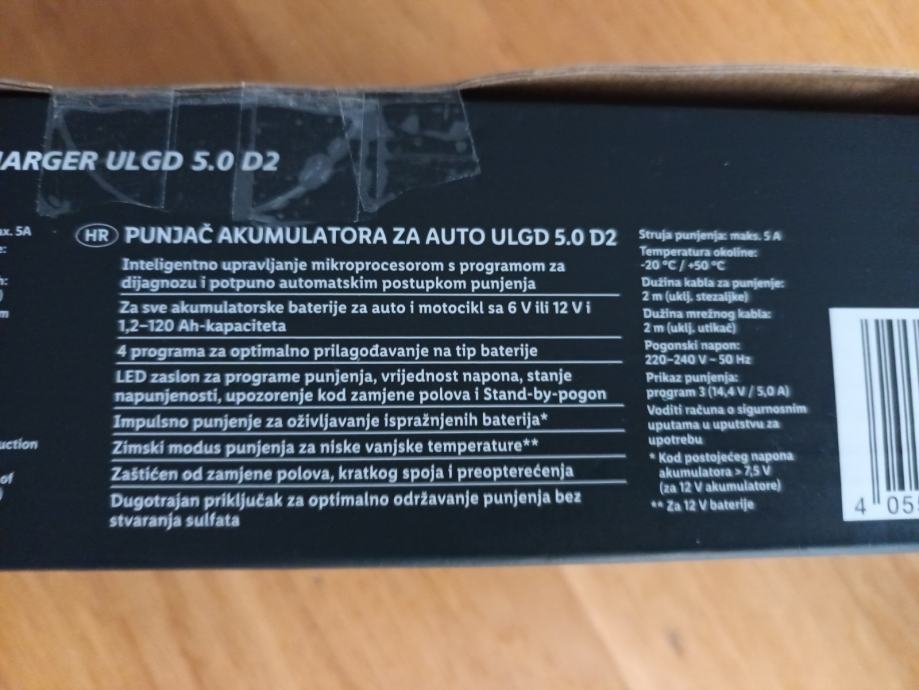 ARGER ULGD 5.0 D2
x. 5A
HR PUNJAČ AKUMULATORA ZA AUTO ULGD 5.0 D2
Inteligentno upravljanje mikroprocesorom s programom za
dijagnozu i potpuno automatskim postupkom punjenja
Za sve akumulatorske baterije za auto i motocikl sa 6 V ili 12 V i
1,2–120 Ah-kapaciteta
4 programa za optimalno prilagođavanje na tip baterije
LED zaslon za programe punjenja, vrijednost napona, stanje
napunjenosti, upozorenje kod zamjene polova i Stand-by-pogon
Impulsno punjenje za oživljavanje ispražnjenih baterija*
Zimski modus punjenja za niske vanjske temperature**
Zaštićen od zamjene polova, kratkog spoja i preopterećenja
Dugotrajan priključak za optimalno održavanje punjenja bez
stvaranja sulfata
Struja punjenja: maks. 5 A
Temperatura okoline:
-20 °C / +50 °C
Dužina kabla za punjenje:
2 m (uklj. stezaljke)
Dužina mrežnog kabla:
2 m (uklj. utikač)
Pogonski napon:
220–240 V ~ 50 Hz
Prikaz punjenja:
program 3 (14,4 V / 5,0 A)
Voditi računa o sigurnosnim
uputama u uputstvu za
upotrebu
* Kod postojećeg napona
akumulatora > 7,5 V
(za 12 V akumulatore)
** Za 12 V baterije
uction
of
4 055